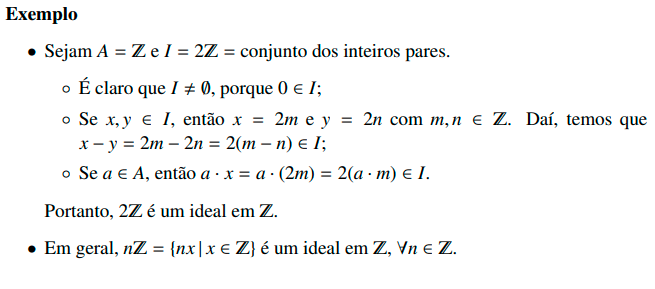 Exemplo
• Sejam A = ℤ e I = 2ℤ = conjunto dos inteiros pares.
◦ É claro que I ≠ ∅, porque 0 ∈ I;
◦ Se x, y ∈ I, então x = 2m e y = 2n com m, n ∈ ℤ. Daí, temos que
x − y = 2m − 2n = 2(m − n) ∈ I;
◦ Se a ∈ A, então a · x = a · (2m) = 2(a · m) ∈ I.
Portanto, 2ℤ é um ideal em ℤ.
• Em geral, nℤ = {nx | x ∈ ℤ} é um ideal em ℤ, ∀n ∈ ℤ.